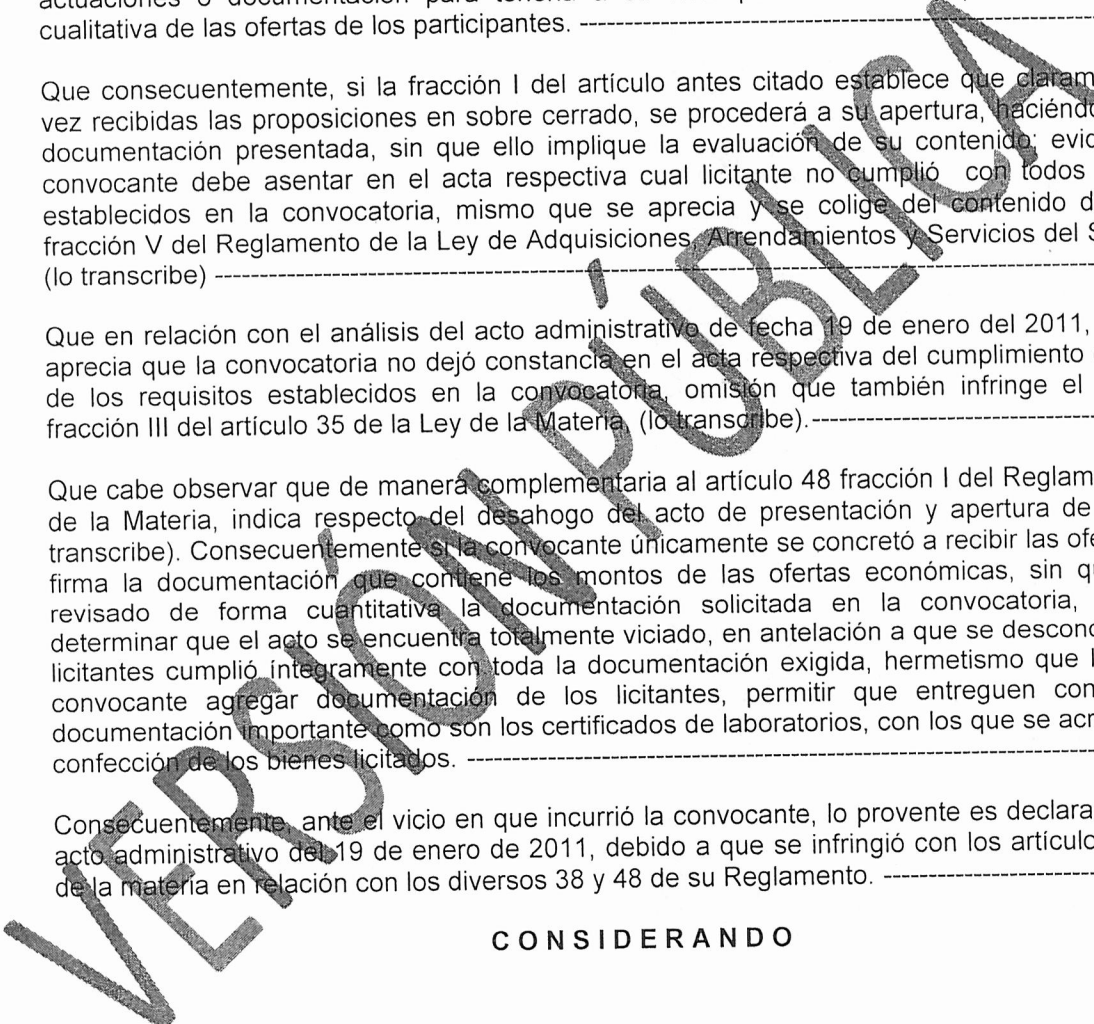 cualitativa de las ofertas de los participantes. ---
Que consecuentemente, si la fracción I del artículo antes citado establece que claram
vez recibidas las proposiciones en sobre cerrado, se procederá a su apertura, haciéndo
documentación presentada, sin que ello implique la evaluación de su contenido; evid
convocante debe asentar en el acta respectiva cual licitante no cumplió con todos
establecidos en la convocatoria, mismo que se aprecia y se colige del contenido d
fracción V del Reglamento de la Ley de Adquisiciones, Arrendamientos y Servicios del S
(lo transcribe) ---
Que en relación con el análisis del acto administrativo de fecha 19 de enero del 2011,
aprecia que la convocatoria no dejó constancia en el acta respectiva del cumplimiento
de los requisitos establecidos en la convocatoria, omisión que también infringe el
fracción III del artículo 35 de la Ley de la Materia, (lo transcribe).---
Que cabe observar que de manera complementaria al artículo 48 fracción I del Reglam
de la Materia, indica respecto del desahogo del acto de presentación y apertura de
transcribe). Consecuentemente si la convocante únicamente se concretó a recibir las ofe
firma la documentación que contiene los montos de las ofertas económicas, sin qu
revisado de forma cuantitativa la documentación solicitada en la convocatoria,
determinar que el acto se encuentra totalmente viciado, en antelación a que se descono
licitantes cumplió íntegramente con toda la documentación exigida, hermetismo que
convocante agregar documentación de los licitantes, permitir que entreguen con
documentación importante como son los certificados de laboratorios, con los que se acr
confección de los bienes licitados. ---
Consecuentemente, ante el vicio en que incurrió la convocante, lo provente es declara
acto administrativo del 19 de enero de 2011, debido a que se infringió con los artículo
de la materia en relación con los diversos 38 y 48 de su Reglamento. ---
CONSIDERANDO
VERSIÓN PÚBLICA